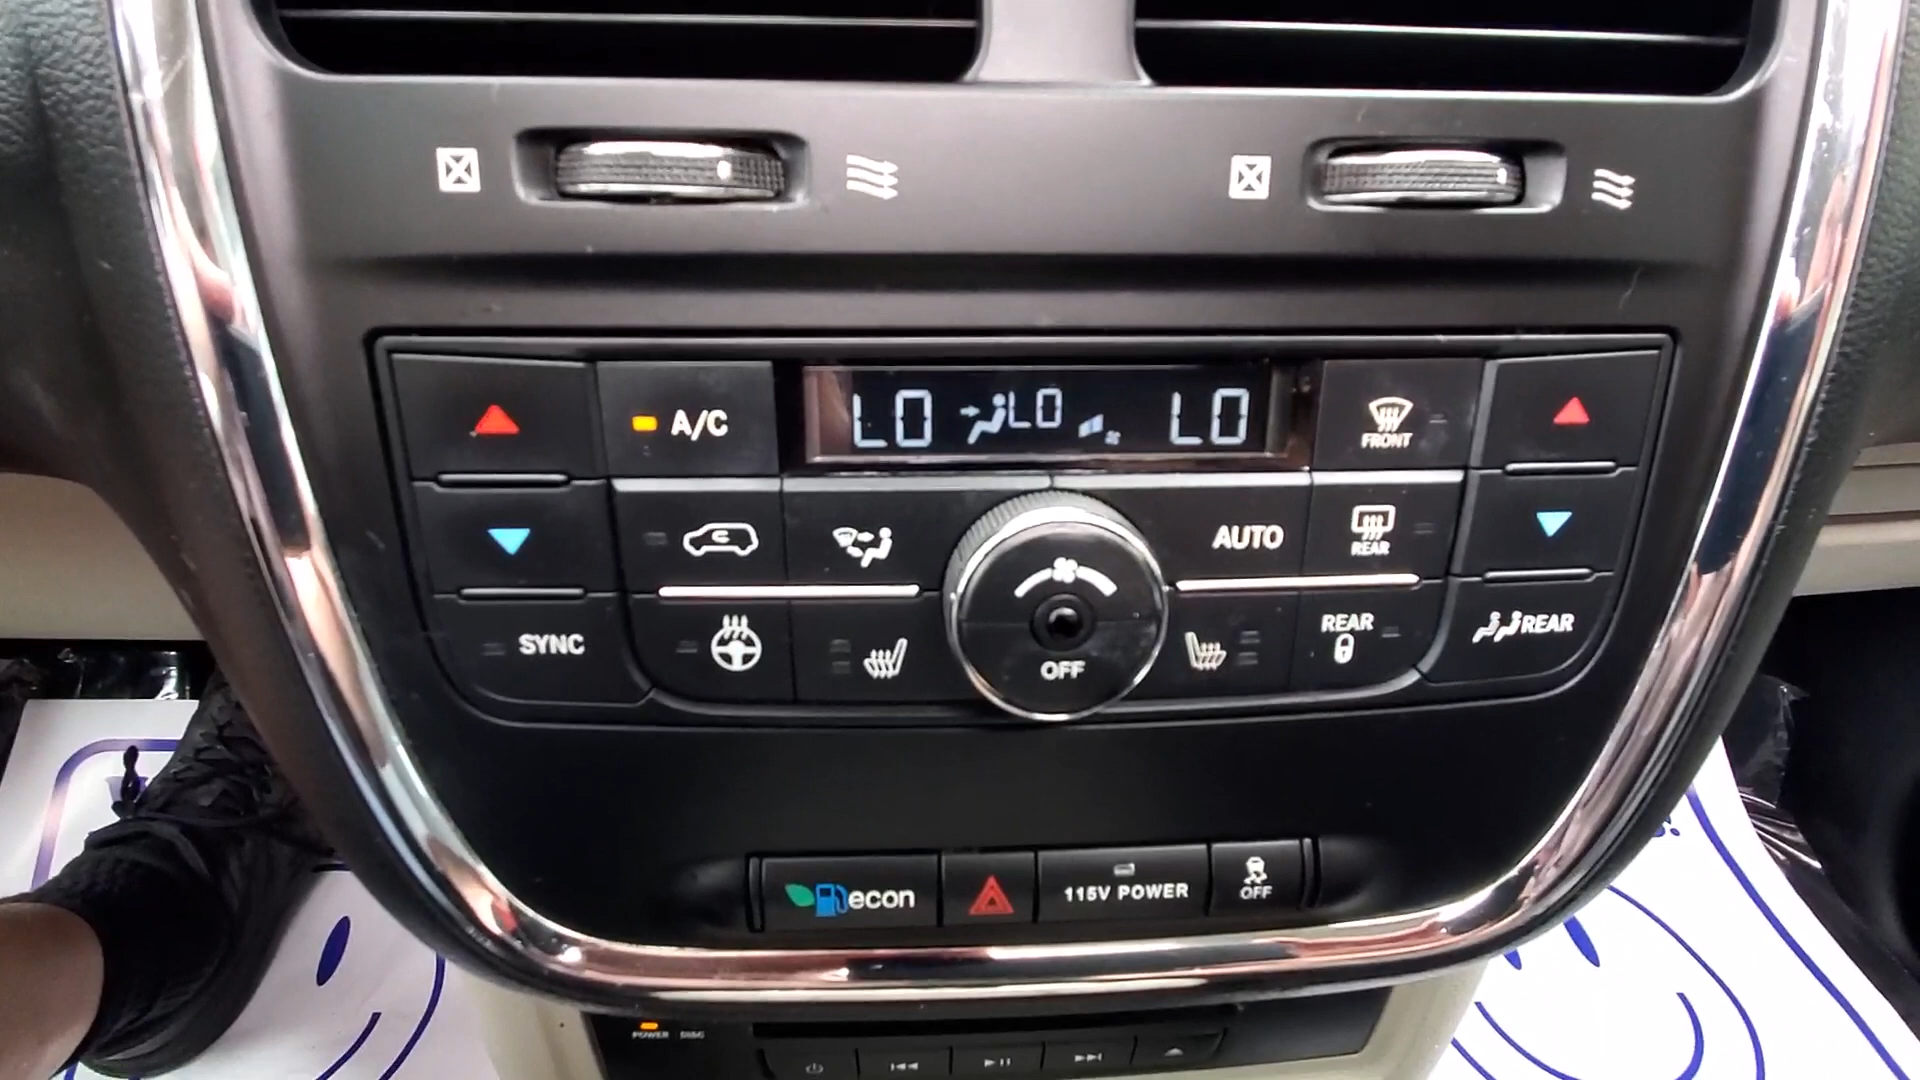 A/C
LO LO LO
FRONT
AUTO
REAR
SYNC
OFF
REAR
REAR
econ
115V POWER
OFF
POWER DISC